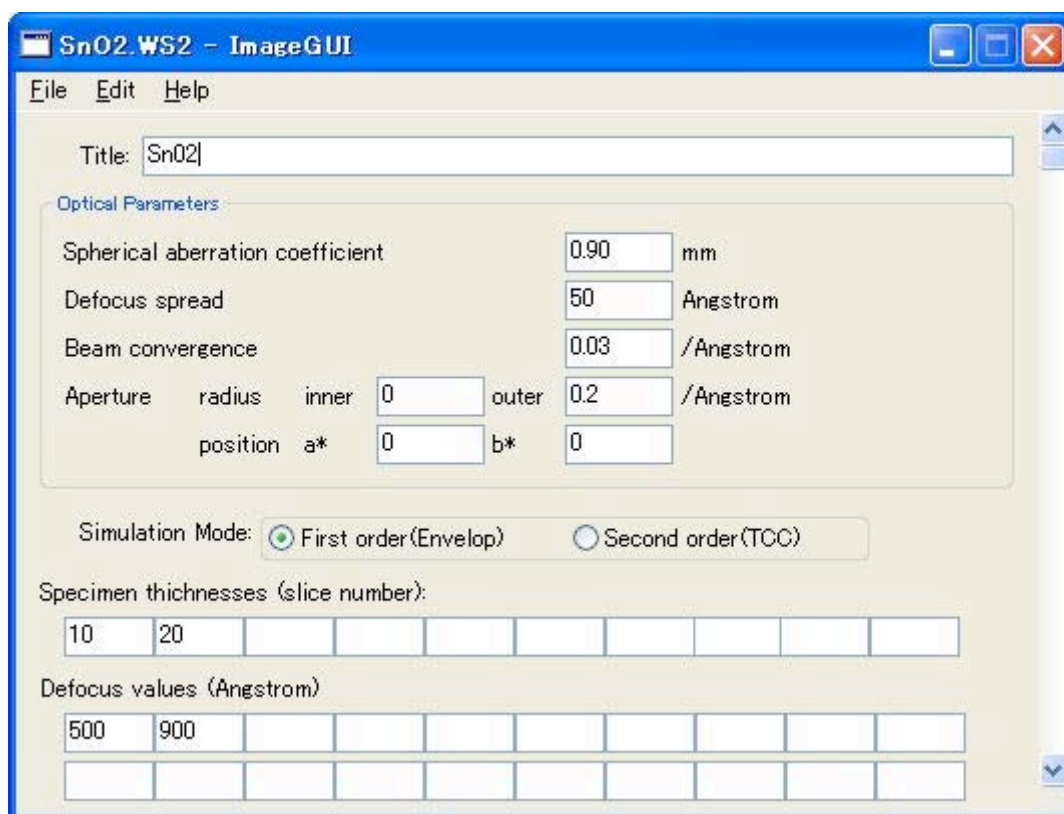 SnO2.WS2 - ImageGUI
File Edit Help
Title: SnO2
Optical Parameters
Spherical aberration coefficient 0.90 mm
Defocus spread 50 Angstrom
Beam convergence 0.03 /Angstrom
Aperture radius inner 0 outer 0.2 /Angstrom
position a* 0 b* 0
Simulation Mode: First order(Envelop) Second order(TCC)
Specimen thichnesses (slice number):
10 20
Defocus values (Angstrom)
500 900